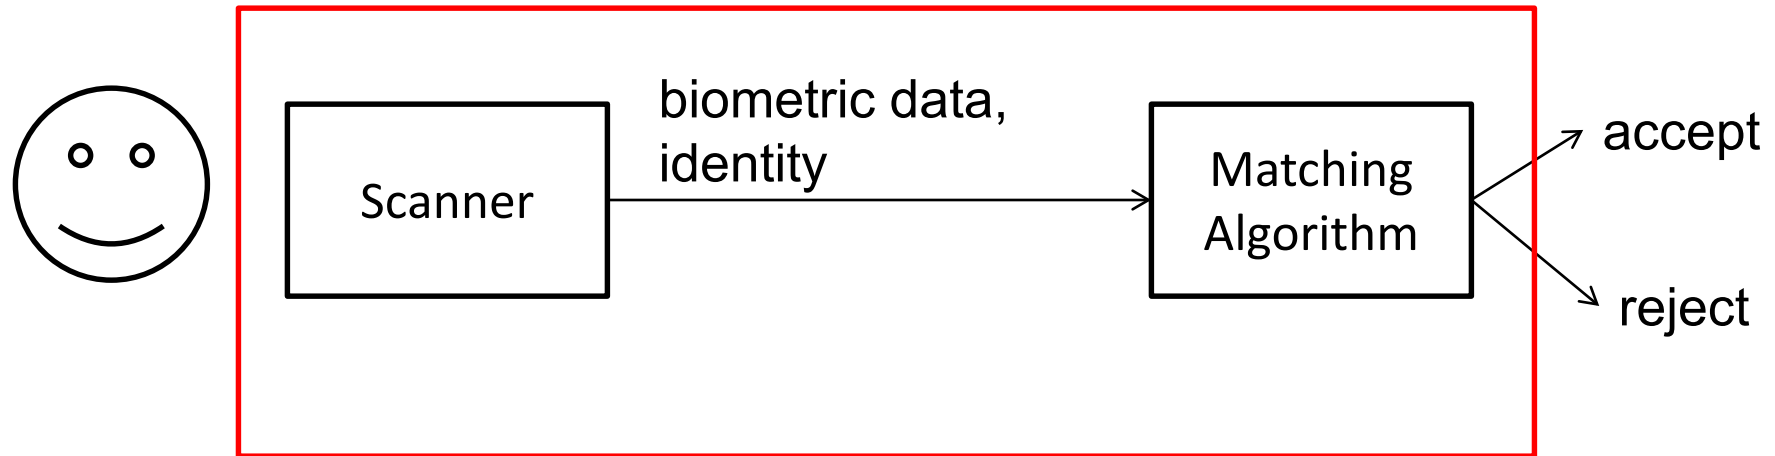 Scanner
biometric data,
identity
Matching
Algorithm
accept
reject